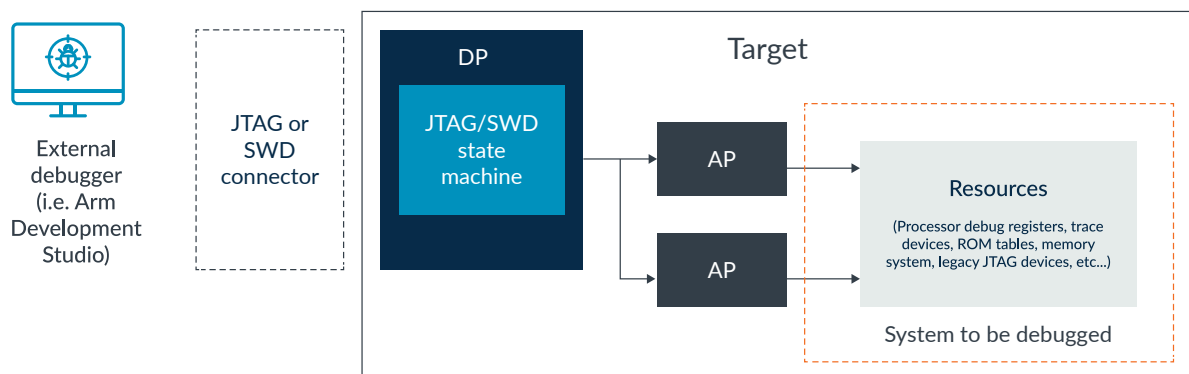 External
debugger
(i.e. Arm
Development
Studio)
JTAG or
SWD
connector
Target
DP
JTAG/SWD
state
machine
AP
AP
Resources
(Processor debug registers, trace
devices, ROM tables, memory
system, legacy JTAG devices, etc...)
System to be debugged